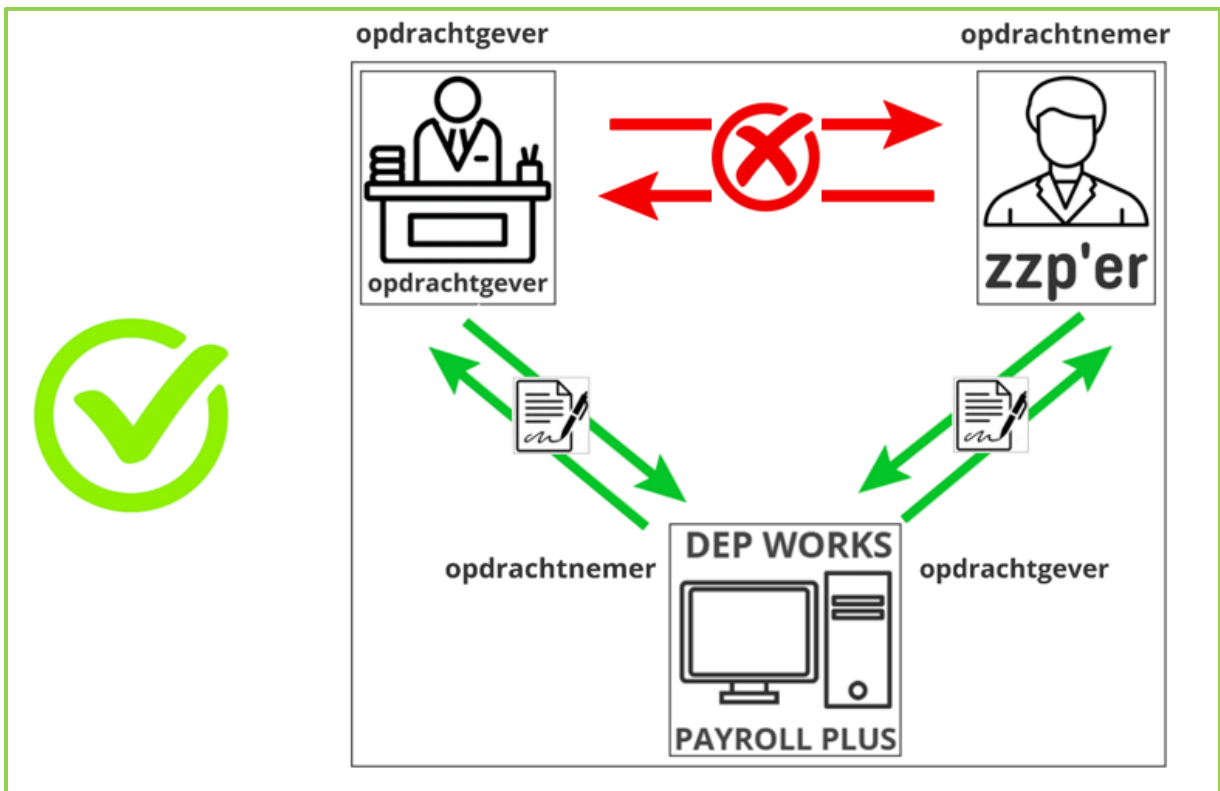 opdrachtgever
opdrachtnemer
opdrachtgever
zzp'er
DEP WORKS
opdrachtnemer
opdrachtgever
PAYROLL PLUS